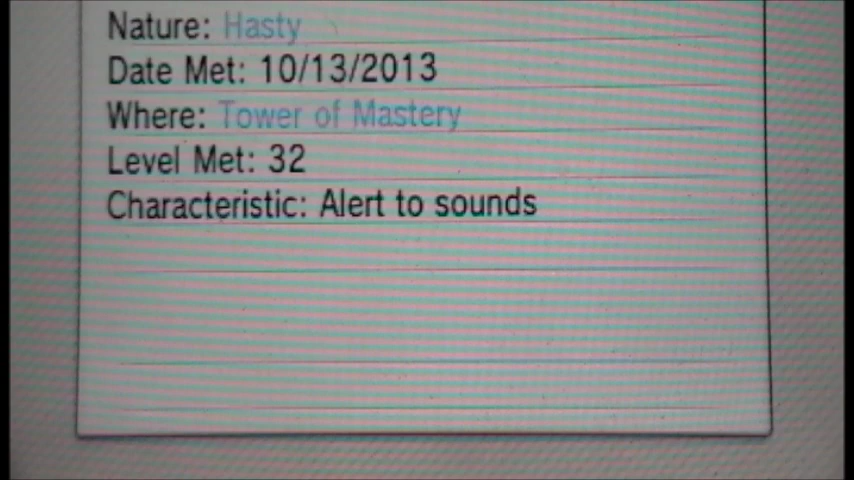 Nature: Hasty
Date Met: 10/13/2013
Where: Tower of Mastery
Level Met: 32
Characteristic: Alert to sounds